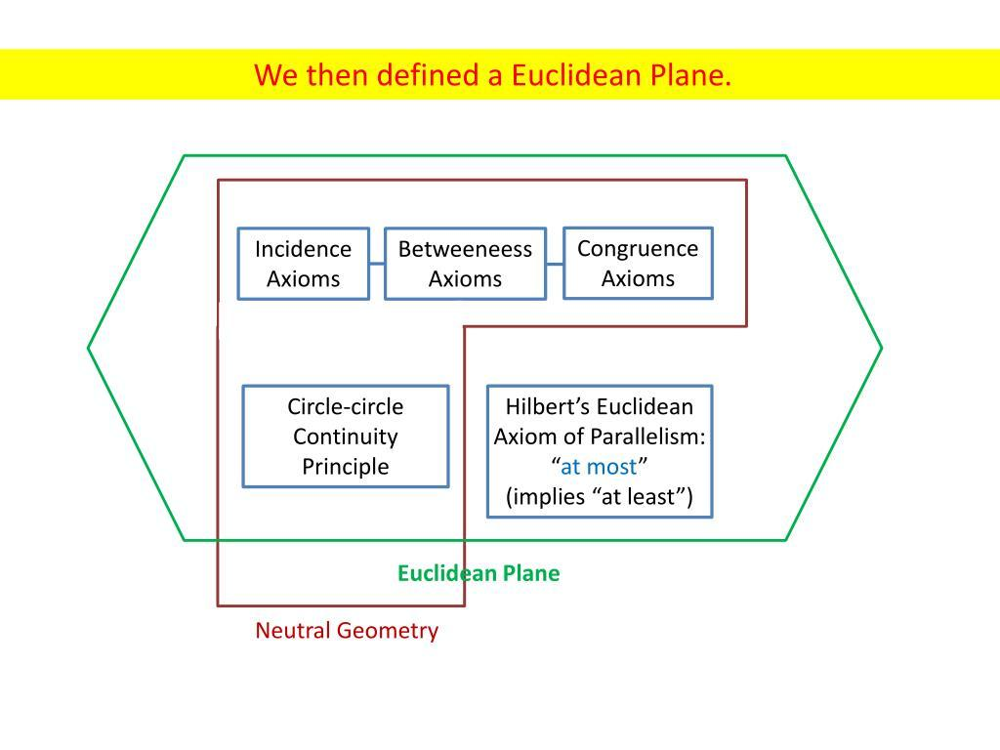 We then defined a Euclidean Plane.
Incidence
Axioms
Betweeneess
Axioms
Congruence
Axioms
Circle-circle
Continuity
Principle
Hilbert’s Euclidean
Axiom of Parallelism:
“at most”
(implies “at least”)
Euclidean Plane
Neutral Geometry